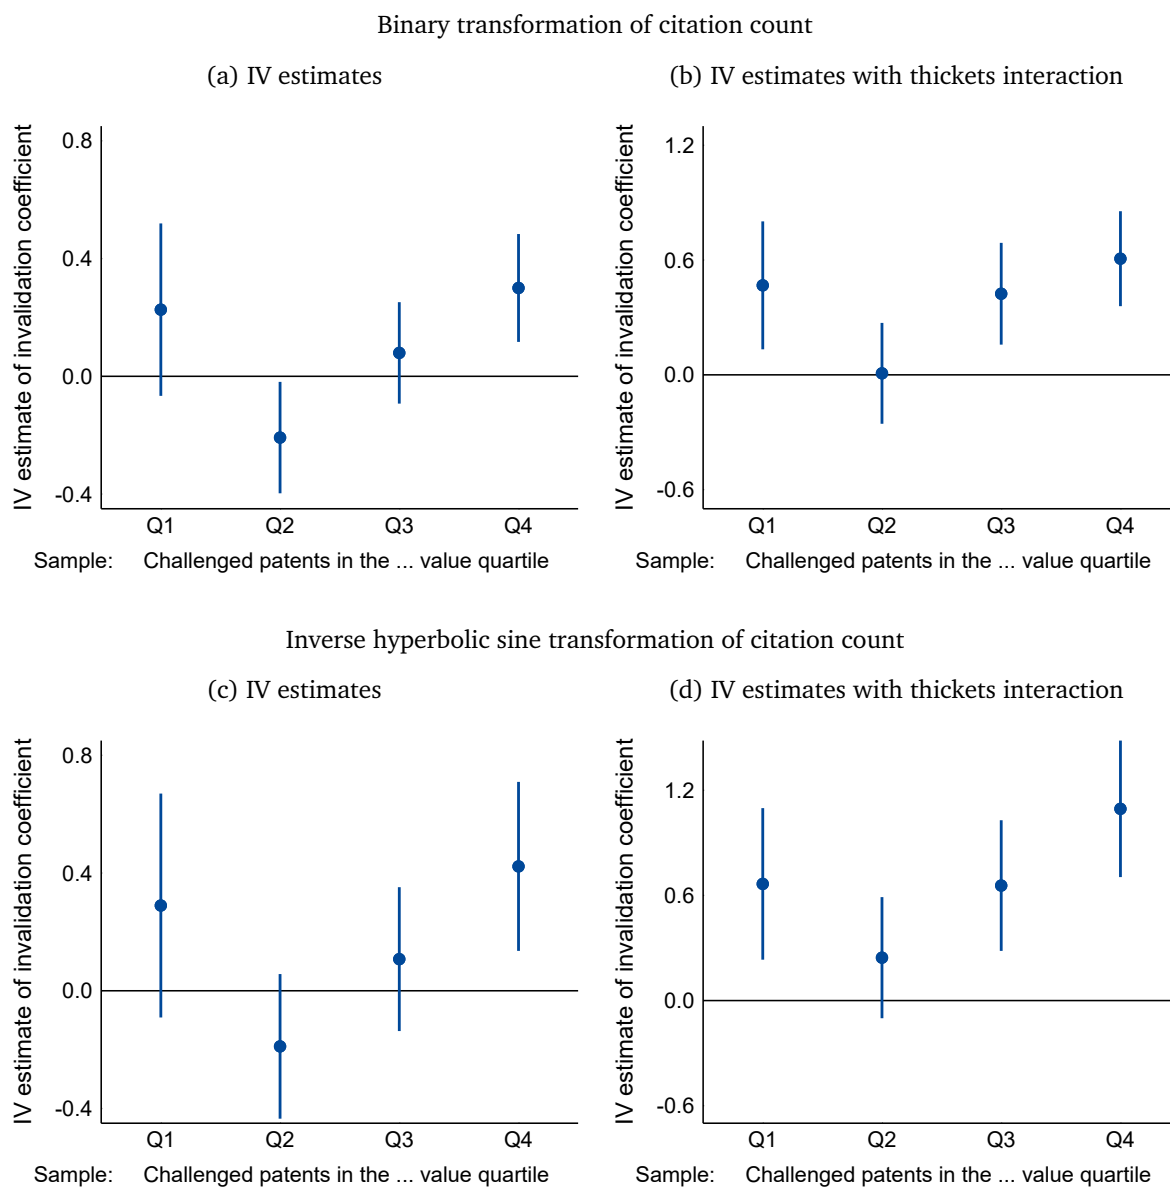 Binary transformation of citation count
(a) IV estimates
IV estimate of invalidation coefficient
0.8
0.4
0.0
-0.4
Q1 Q2 Q3 Q4
Sample: Challenged patents in the ... value quartile
(b) IV estimates with thickets interaction
IV estimate of invalidation coefficient
1.2
0.6
0.0
-0.6
Q1 Q2 Q3 Q4
Sample: Challenged patents in the ... value quartile
Inverse hyperbolic sine transformation of citation count
(c) IV estimates
IV estimate of invalidation coefficient
0.8
0.4
0.0
-0.4
Q1 Q2 Q3 Q4
Sample: Challenged patents in the ... value quartile
(d) IV estimates with thickets interaction
IV estimate of invalidation coefficient
1.2
0.6
0.0
-0.6
Q1 Q2 Q3 Q4
Sample: Challenged patents in the ... value quartile